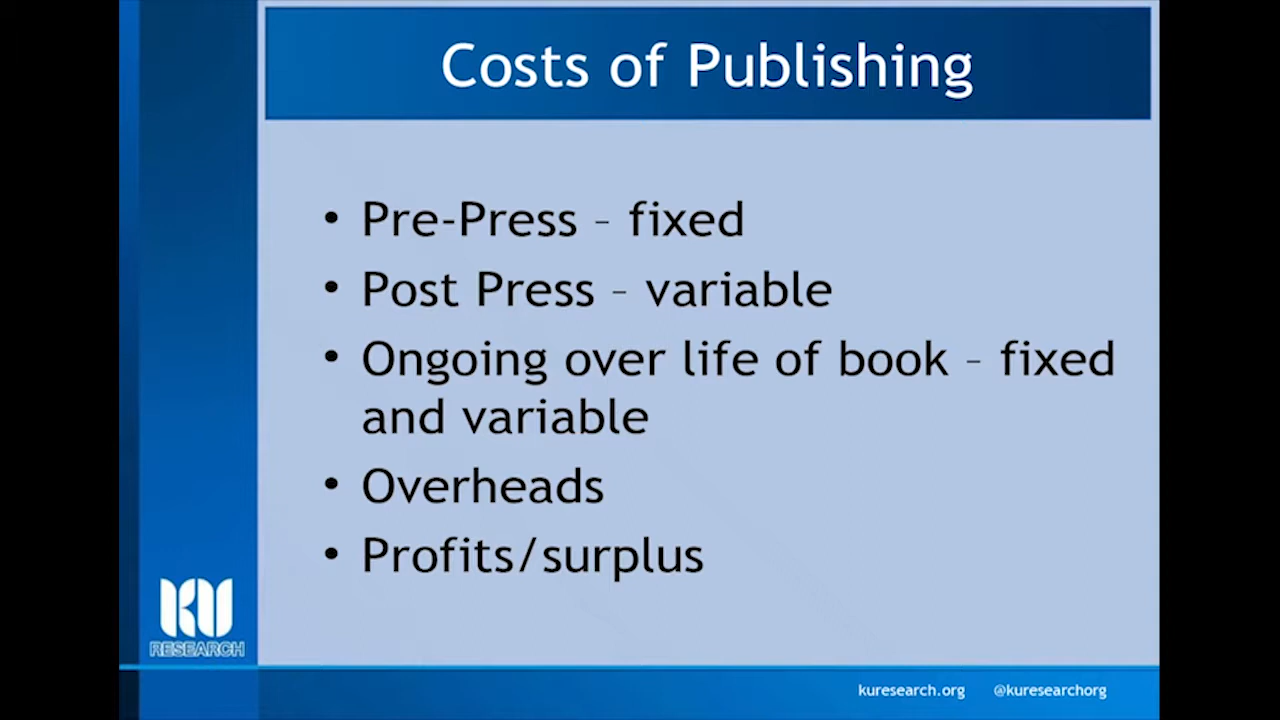 Costs of Publishing
• Pre-Press – fixed
• Post Press – variable
• Ongoing over life of book – fixed
and variable
• Overheads
• Profits/surplus
KU
RESEARCH
kuresearch.org @kuresearchorg